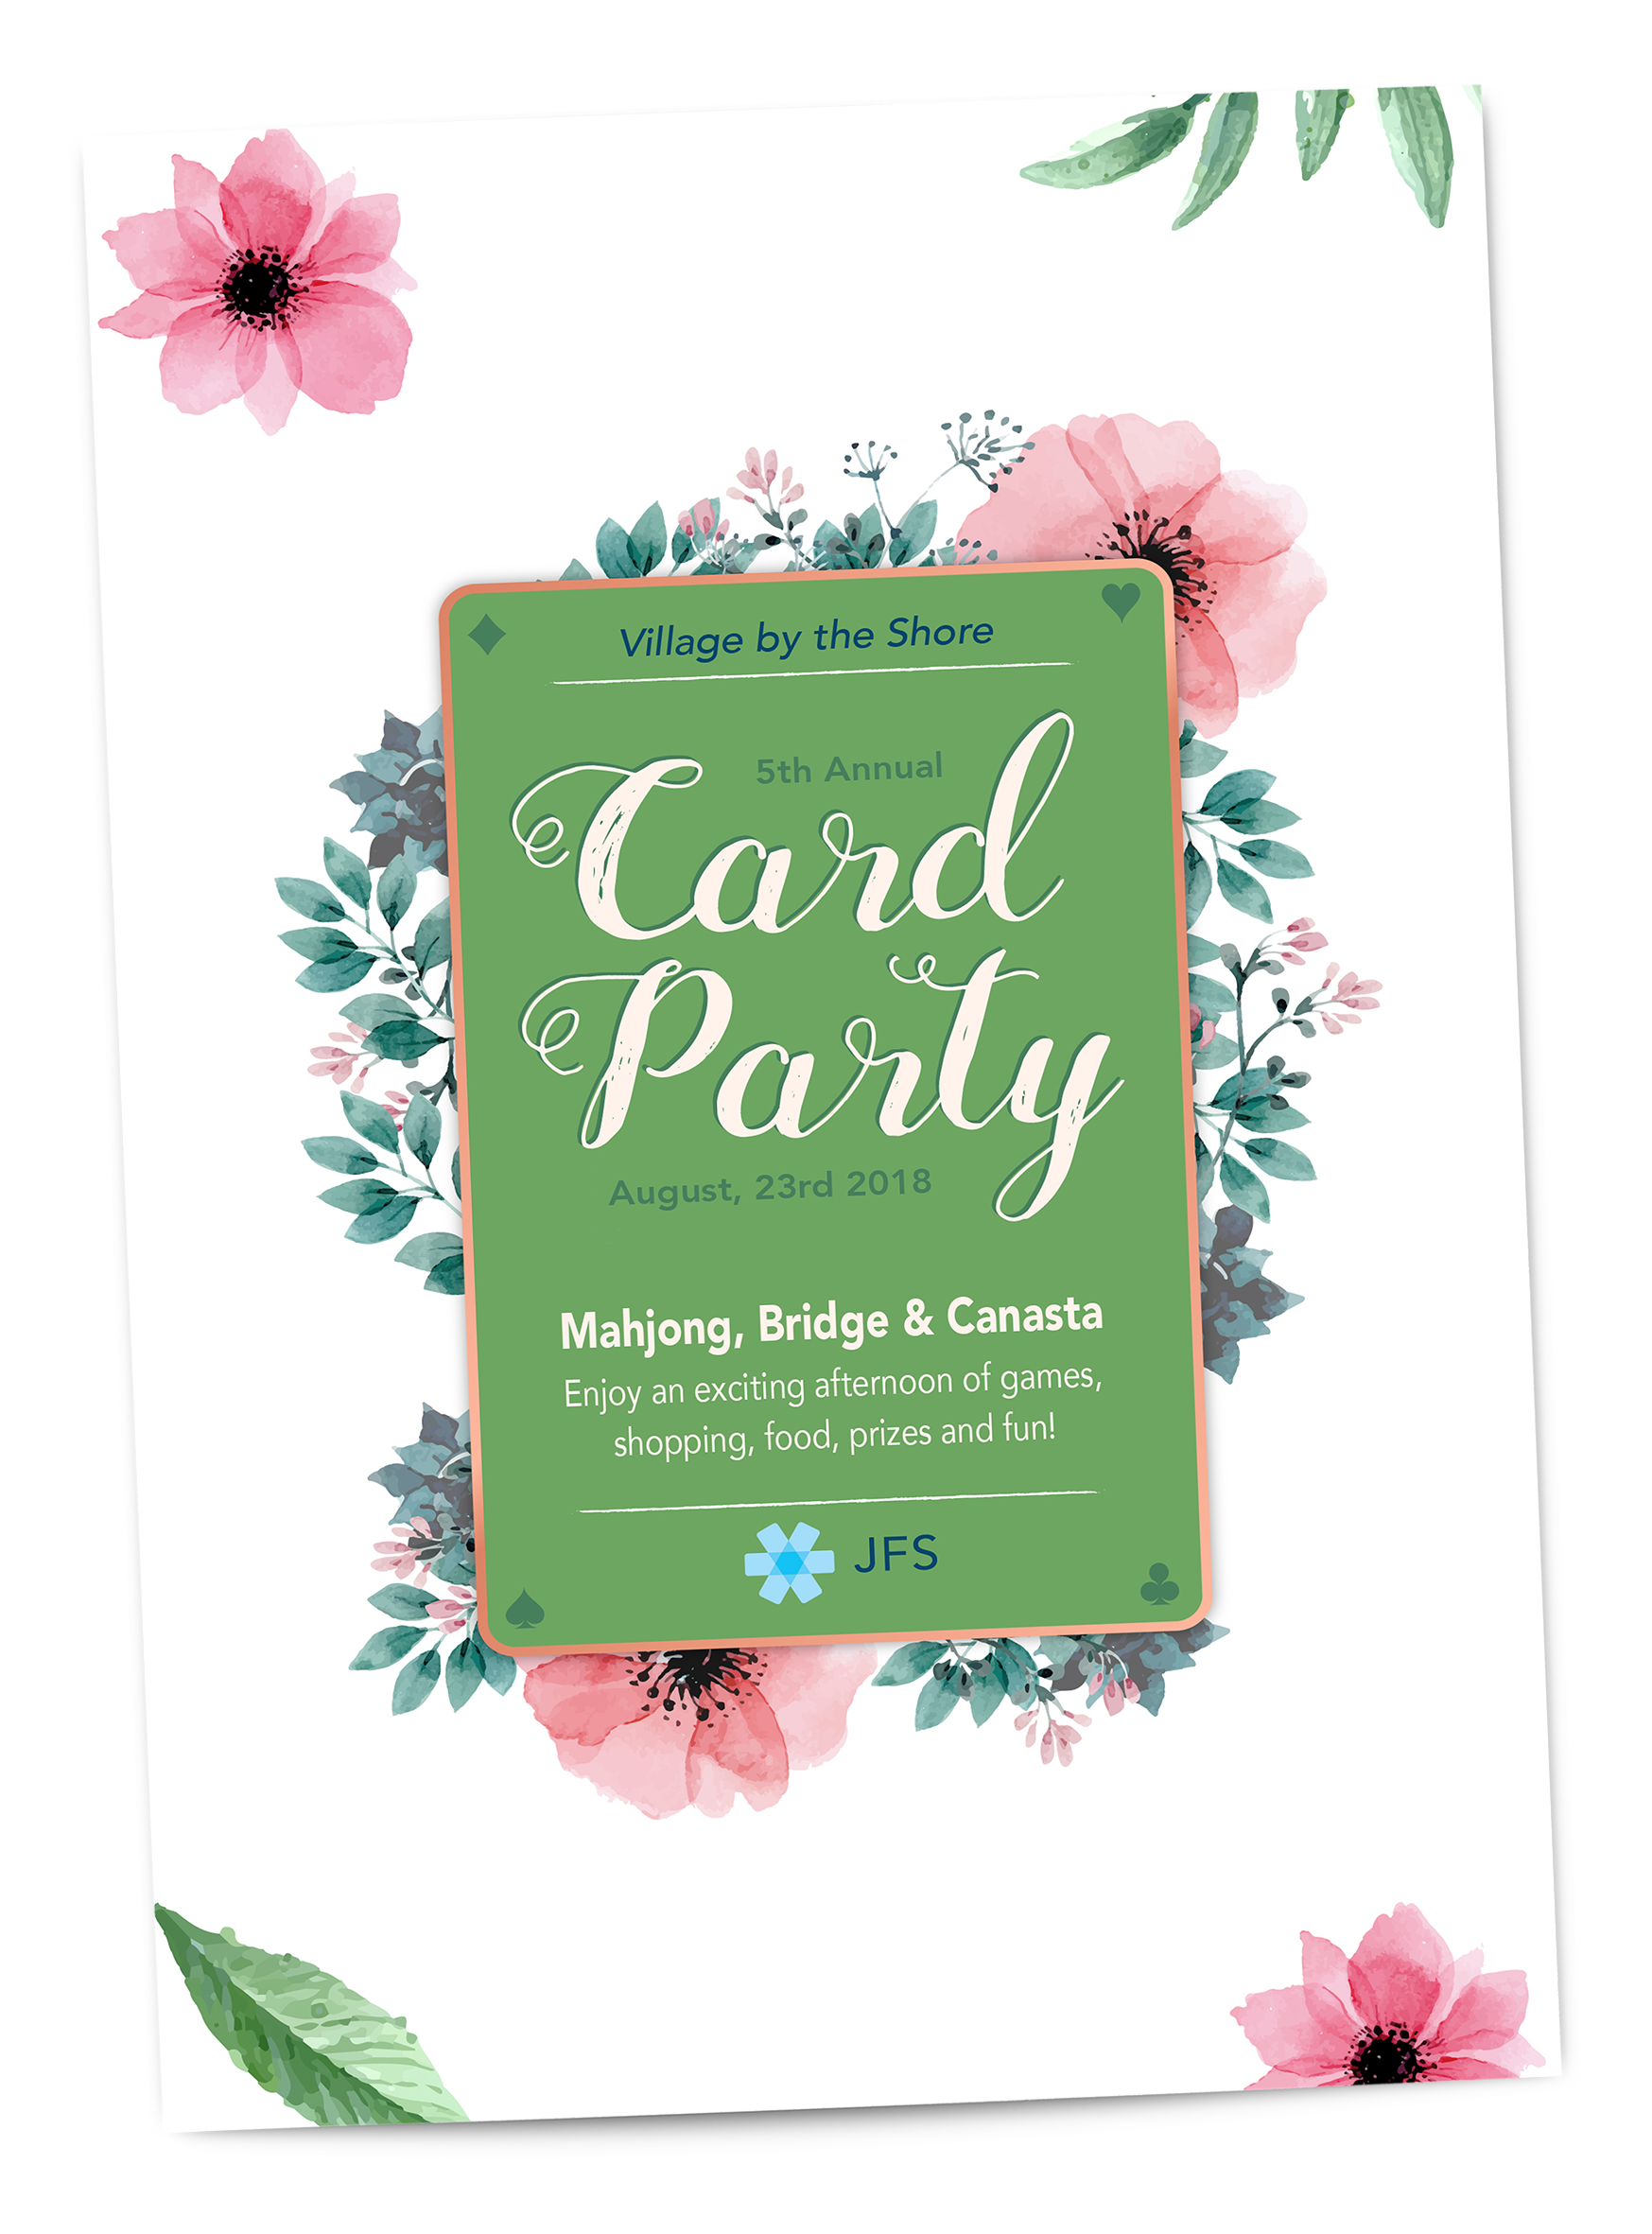 Village by the Shore
5th Annual
Card
Party
August, 23rd 2018
Mahjong, Bridge & Canasta
Enjoy an exciting afternoon of games,
shopping, food, prizes and fun!
JFS